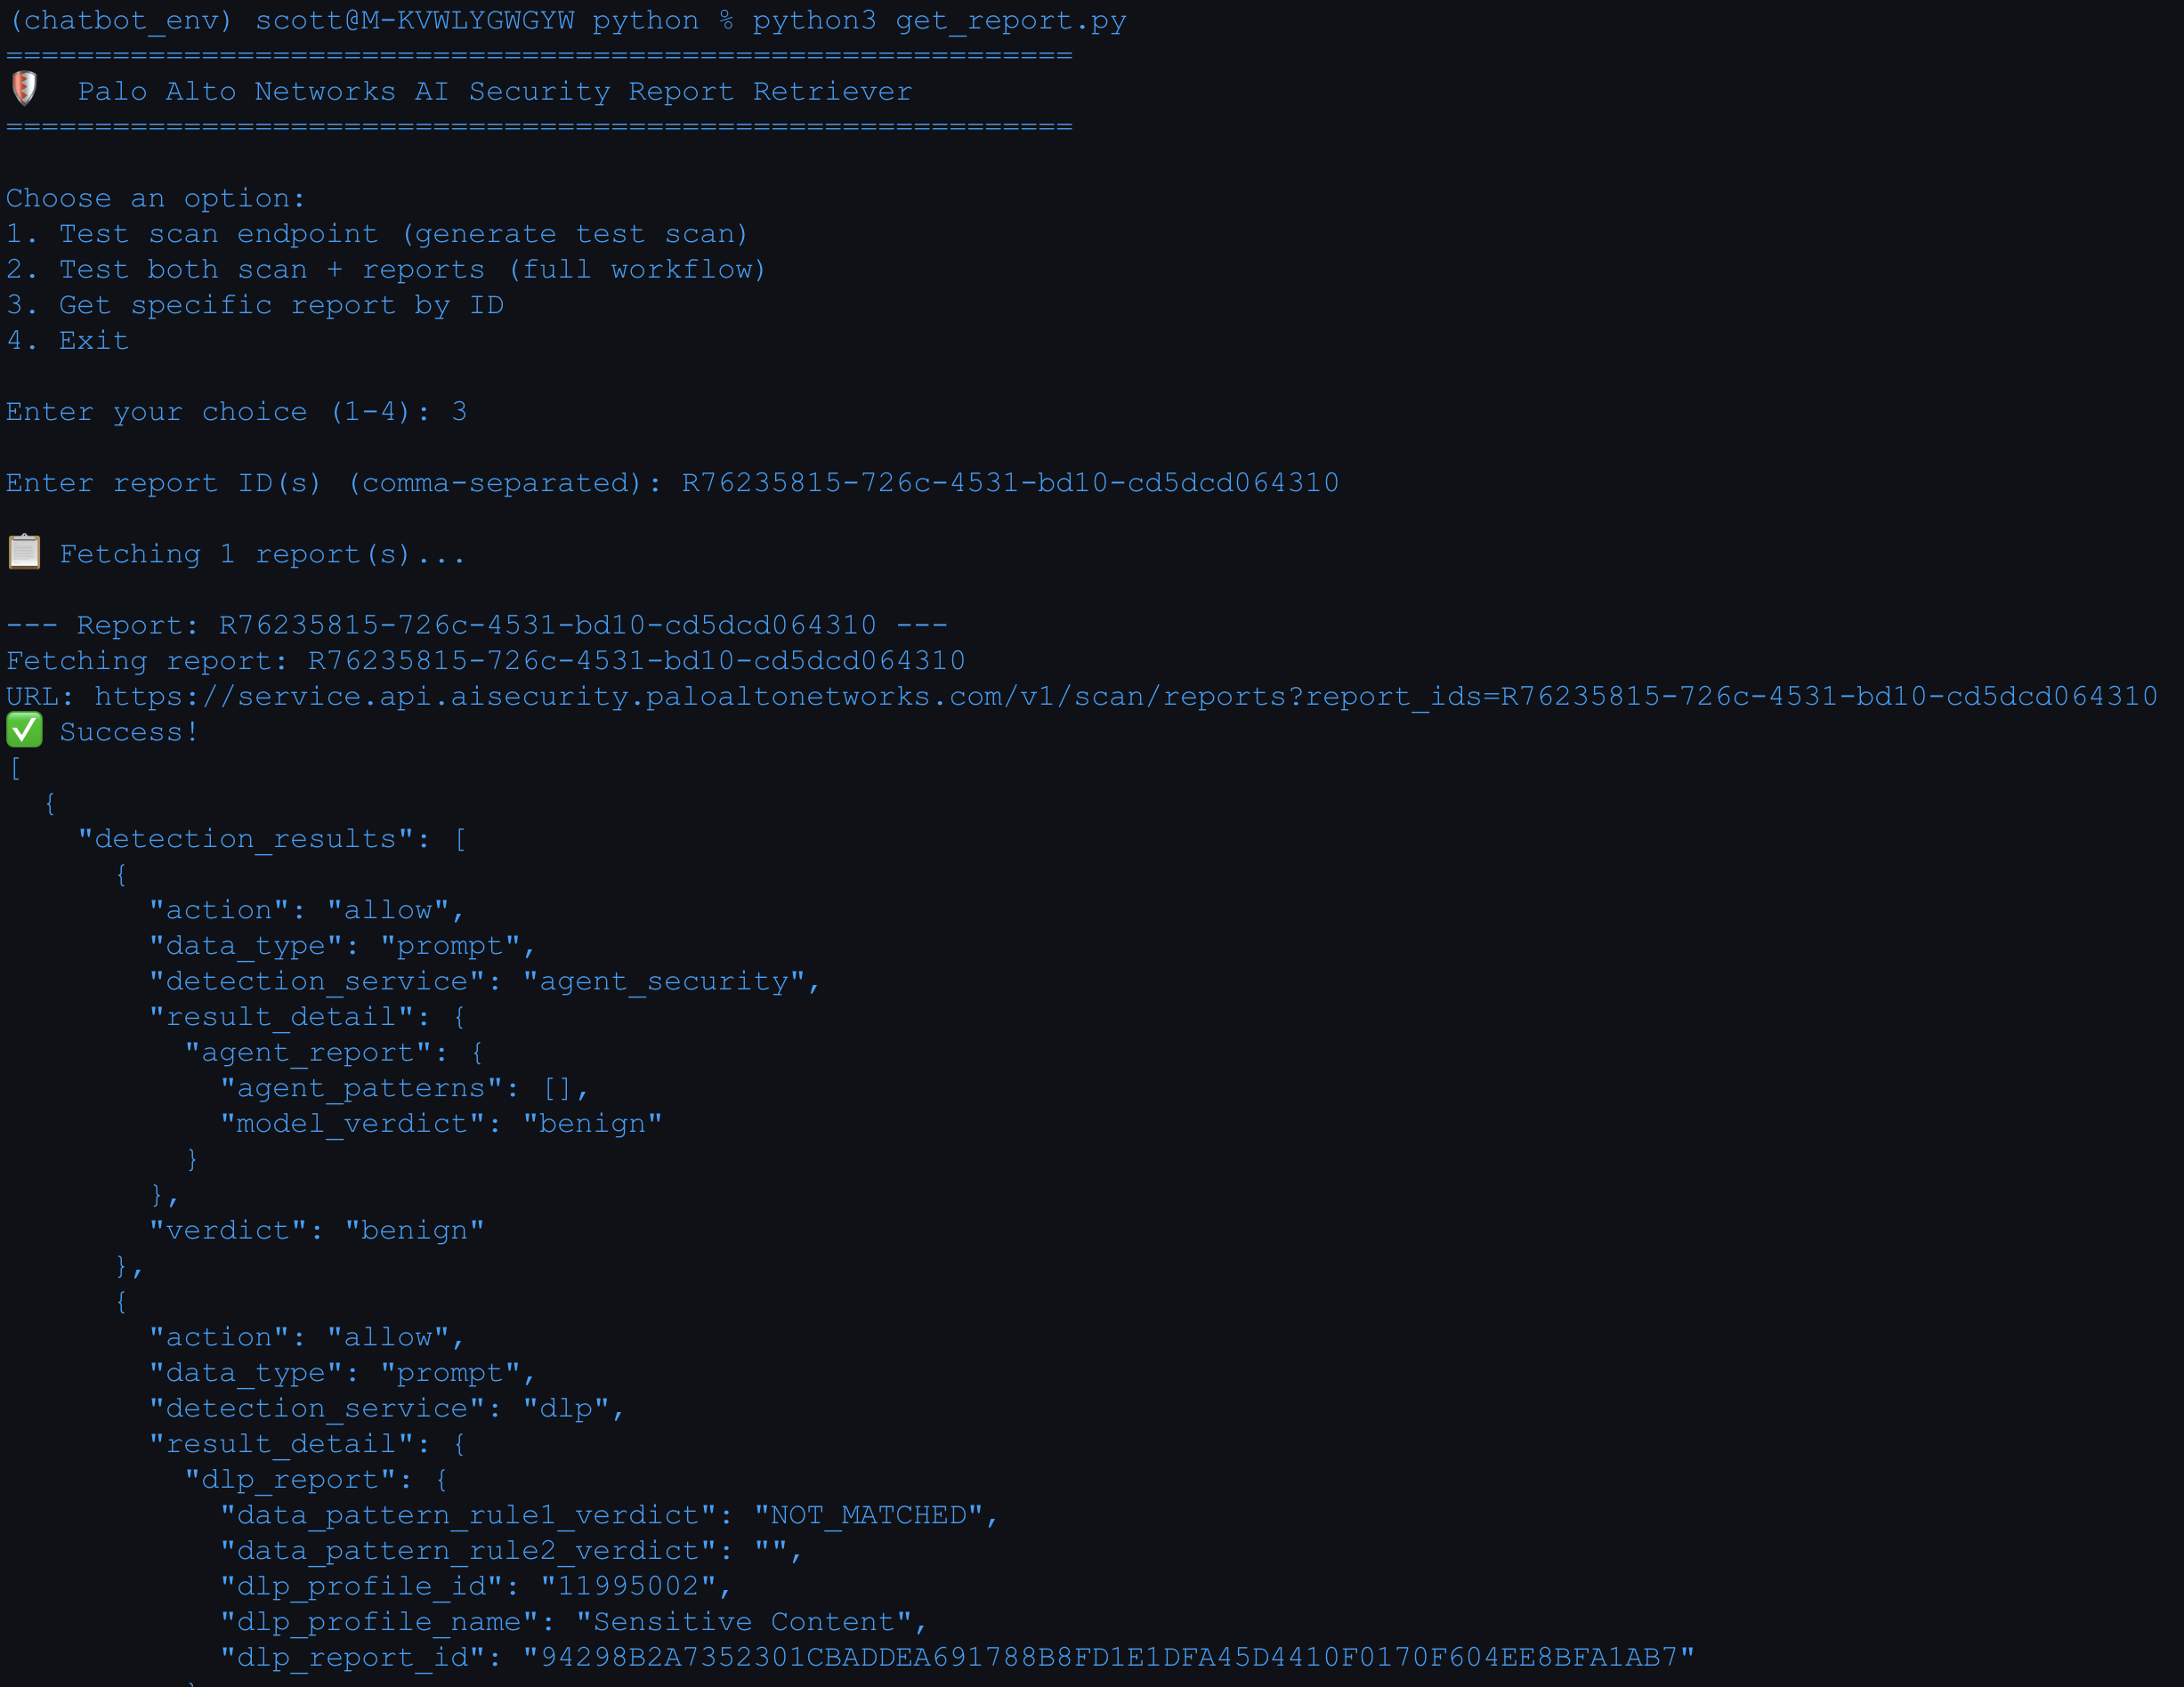 (chatbot_env) scott@M-KVWLYGWGYW python % python3 get_report.py
============================================================
🛡️  Palo Alto Networks AI Security Report Retriever
============================================================

Choose an option:
1. Test scan endpoint (generate test scan)
2. Test both scan + reports (full workflow)
3. Get specific report by ID
4. Exit

Enter your choice (1-4): 3

Enter report ID(s) (comma-separated): R76235815-726c-4531-bd10-cd5dcd064310

📋 Fetching 1 report(s)...

--- Report: R76235815-726c-4531-bd10-cd5dcd064310 ---
Fetching report: R76235815-726c-4531-bd10-cd5dcd064310
URL: https://service.api.aisecurity.paloaltonetworks.com/v1/scan/reports?report_ids=R76235815-726c-4531-bd10-cd5dcd064310
✅ Success!
[
  {
    "detection_results": [
      {
        "action": "allow",
        "data_type": "prompt",
        "detection_service": "agent_security",
        "result_detail": {
          "agent_report": {
            "agent_patterns": [],
            "model_verdict": "benign"
          }
        },
        "verdict": "benign"
      },
      {
        "action": "allow",
        "data_type": "prompt",
        "detection_service": "dlp",
        "result_detail": {
          "dlp_report": {
            "data_pattern_rule1_verdict": "NOT_MATCHED",
            "data_pattern_rule2_verdict": "",
            "dlp_profile_id": "11995002",
            "dlp_profile_name": "Sensitive Content",
            "dlp_report_id": "94298B2A7352301CBADDEA691788B8FD1E1DFA45D4410F0170F604EE8BFA1AB7"
          }